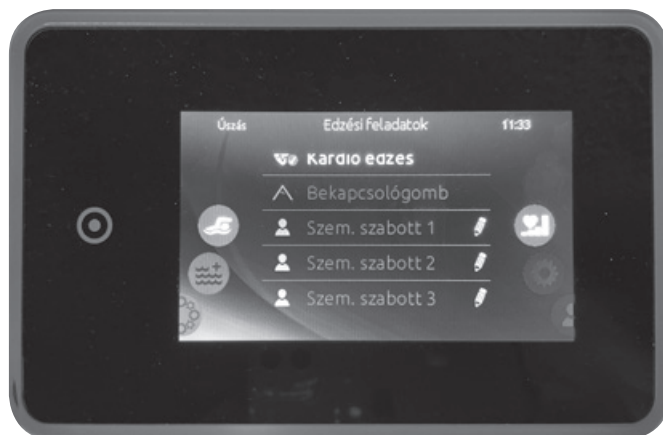 Úszás Edzési feladatok 11:33
Kardio edzés
Bekapcsológomb
Szem. szabott 1
Szem. szabott 2
Szem. szabott 3